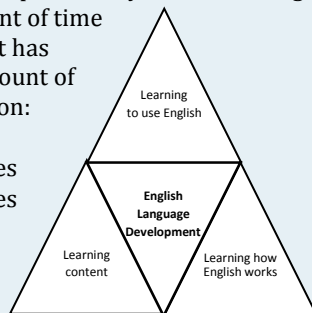 nt of time
t has
ount of
on:
es
es
Learning
to use English
English
Language
Development
Learning
content
Learning how
English works